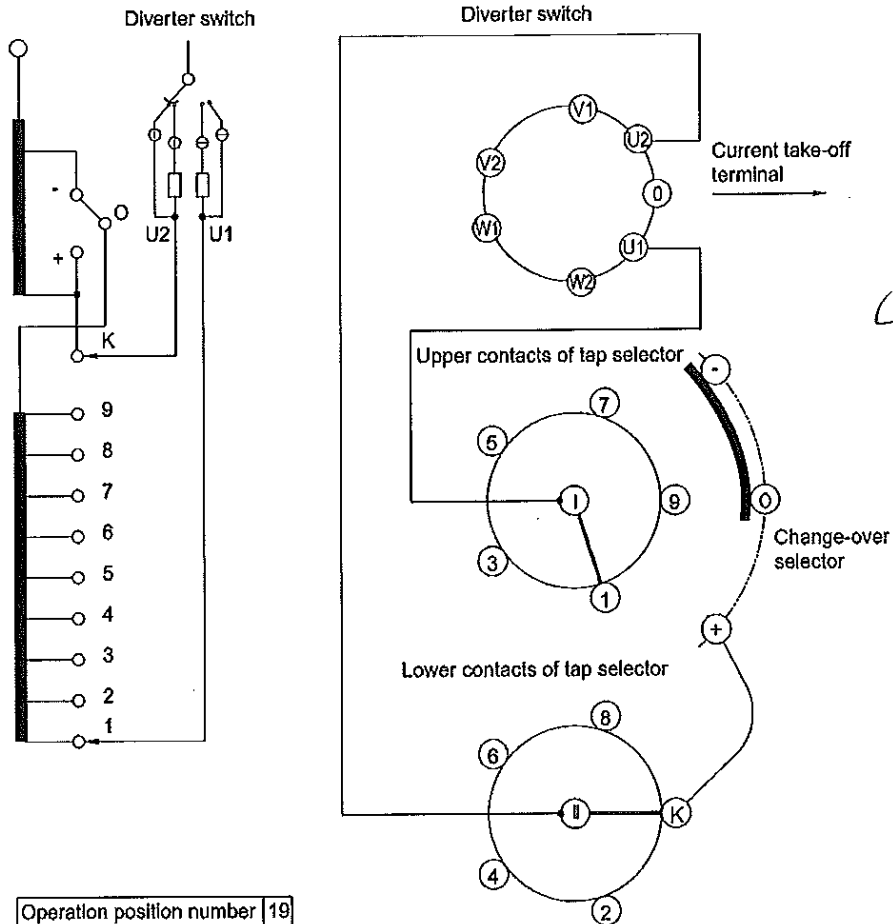 Diverter switch
-
O
+
U2
U1
K
9
8
7
6
5
4
3
2
1
Operation position number 19
Diverter switch
V1
U2
V2
0
W1
U1
W2
Current take-off
terminal
Upper contacts of tap selector
-
7
5
I
9
0
3
1
Change-over
selector
+
Lower contacts of tap selector
8
6
II
K
4
2